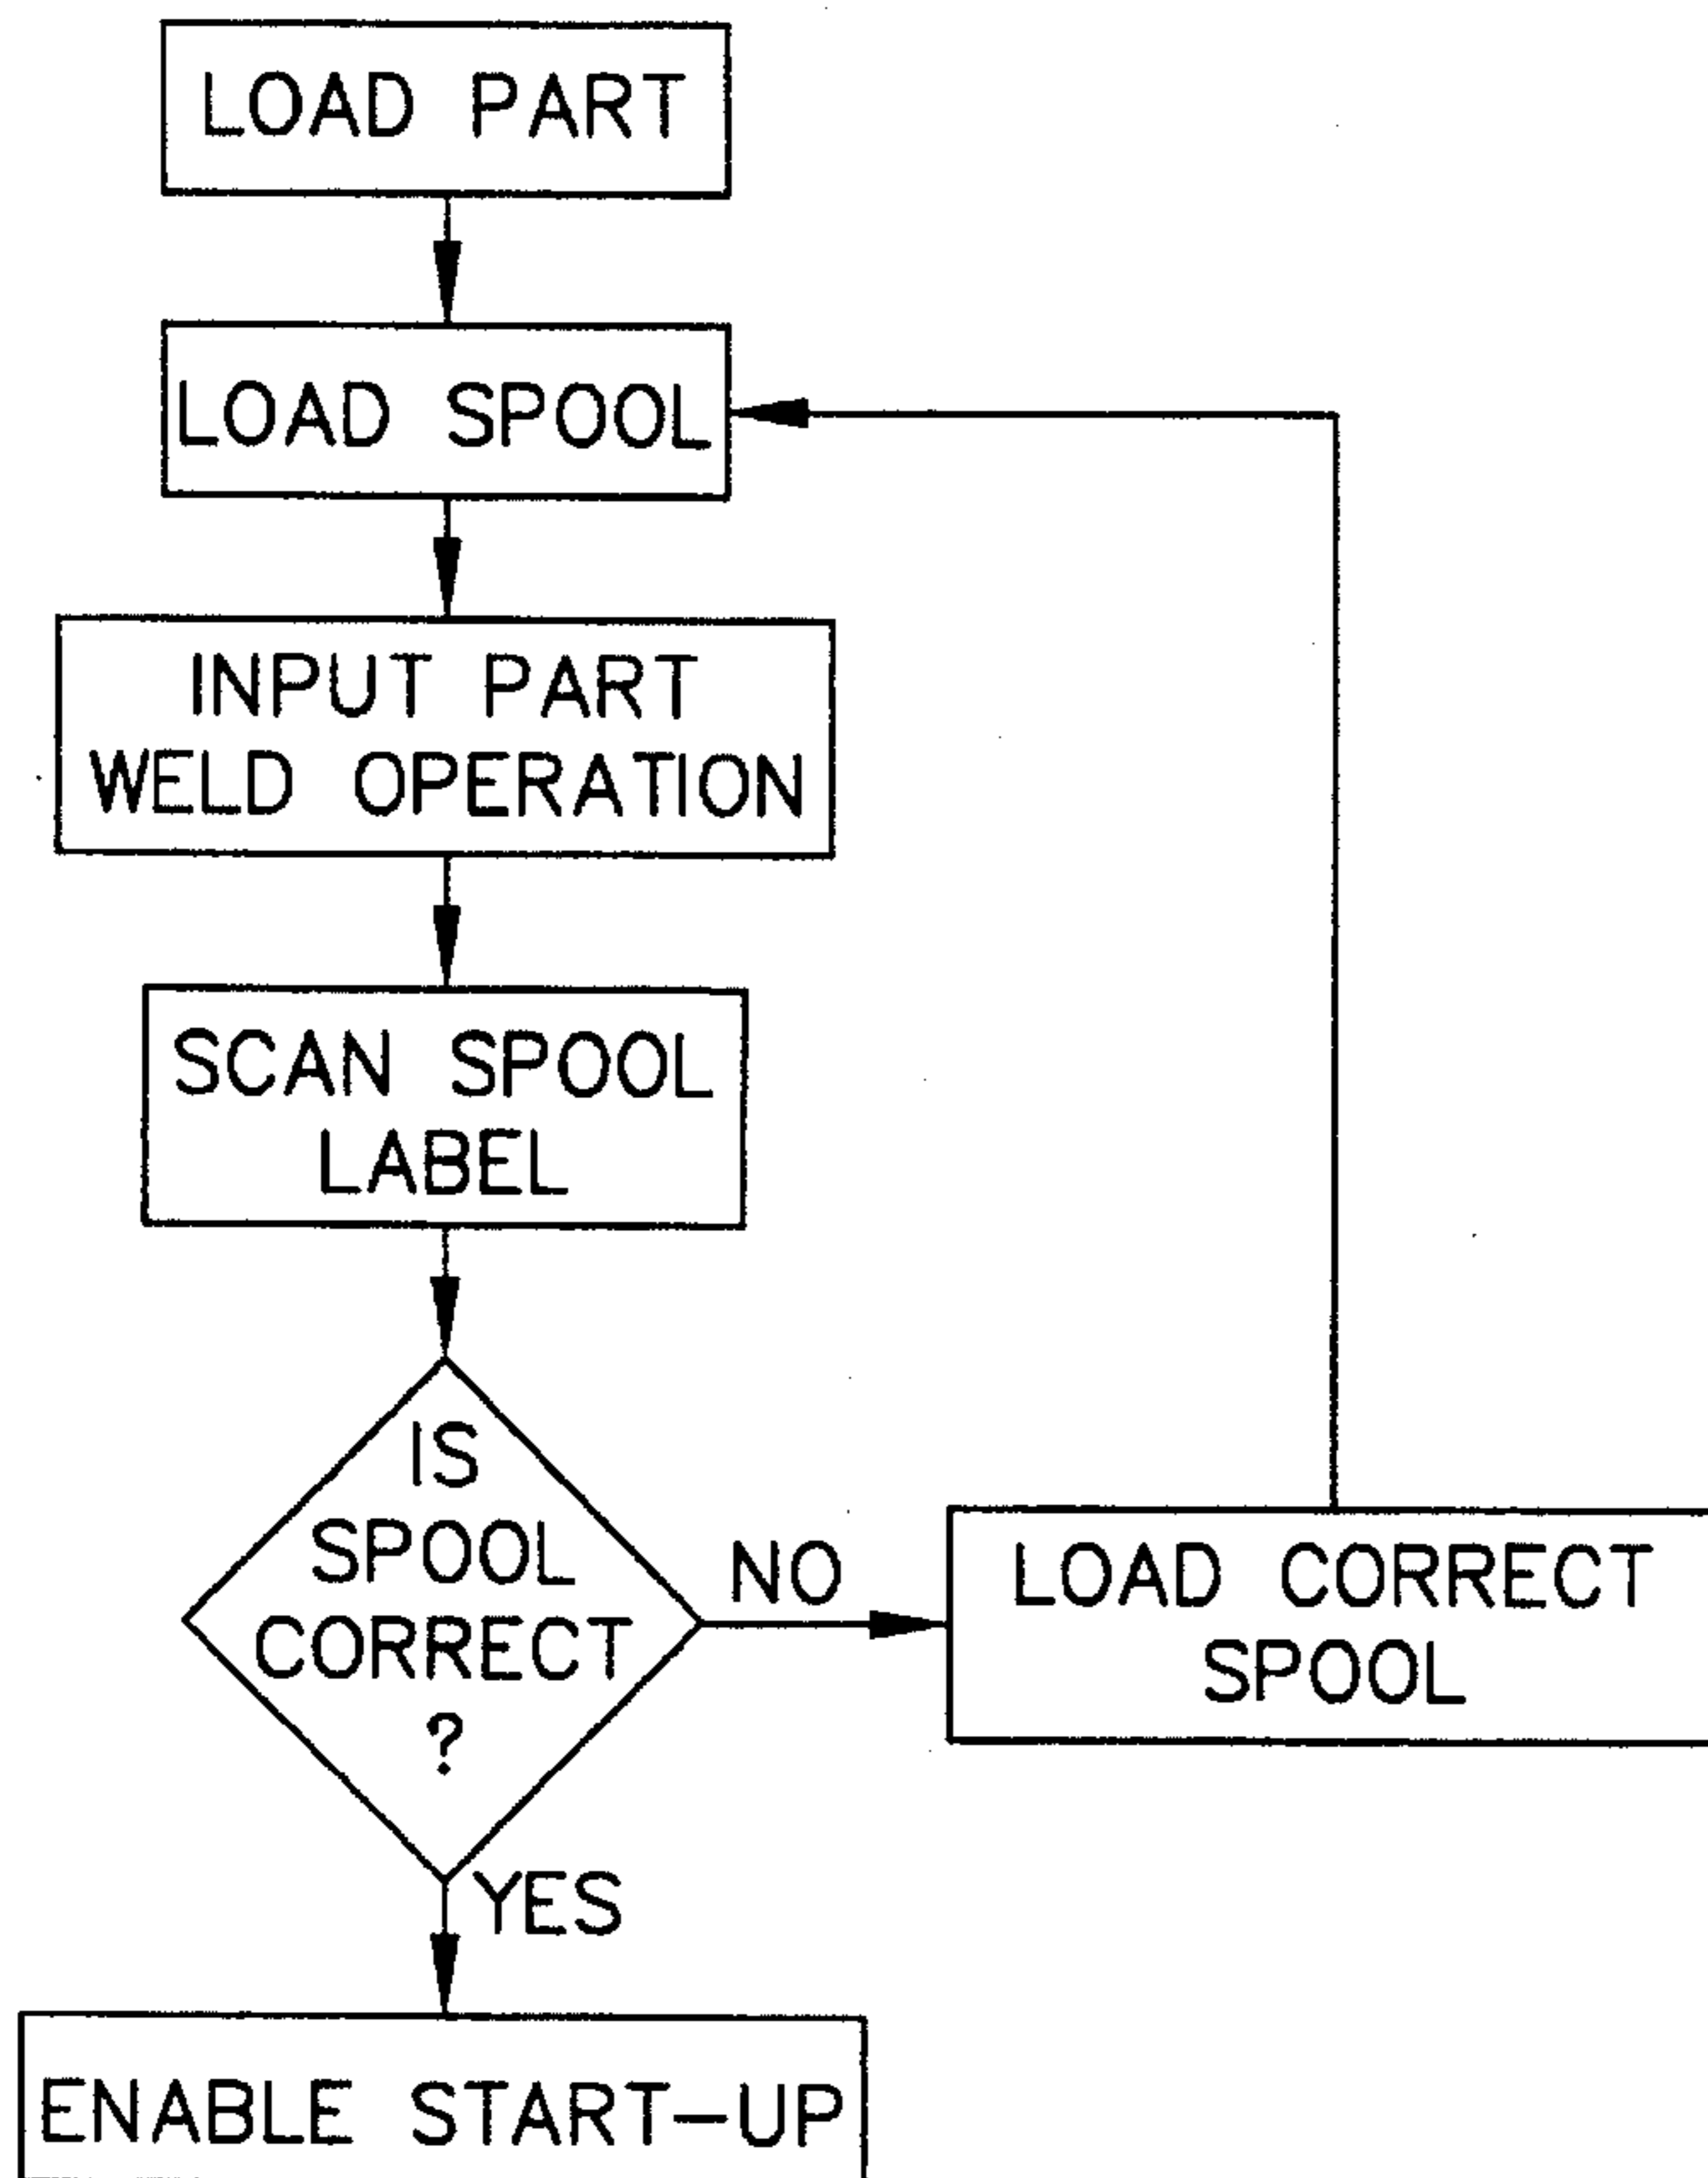 LOAD PART
LOAD SPOOL
INPUT PART
WELD OPERATION
SCAN SPOOL
LABEL
IS
SPOOL
CORRECT
?
NO
LOAD CORRECT
SPOOL
YES
ENABLE START-UP